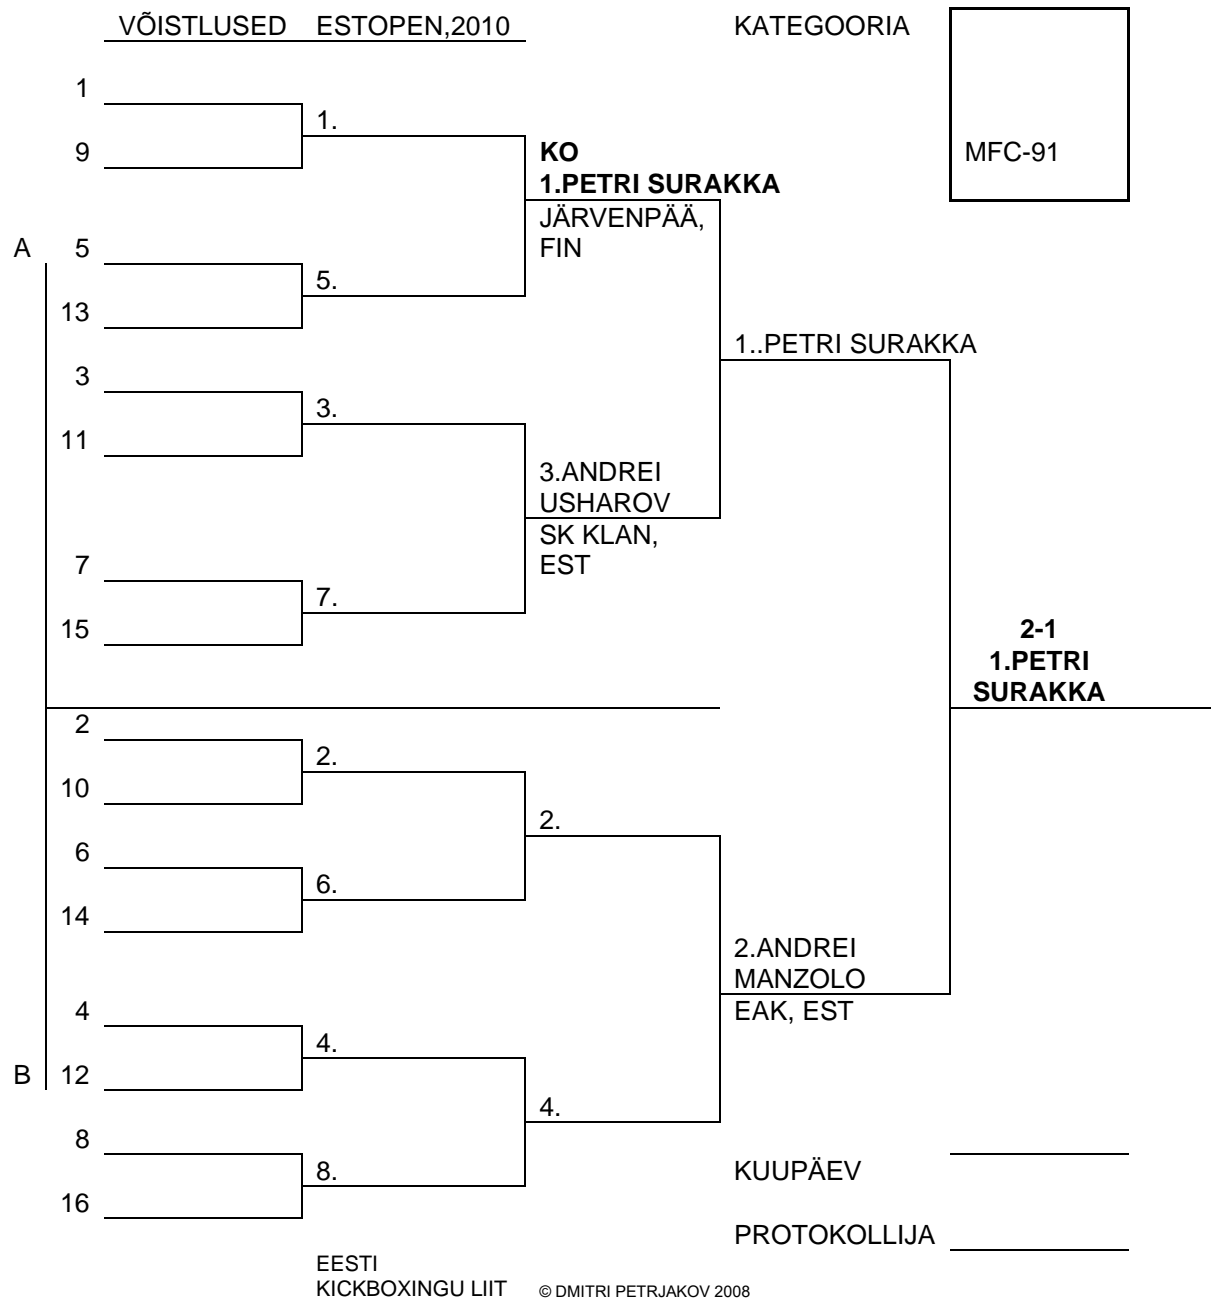 VÕISTLUSED ESTOPEN,2010 KATEGOORIA
1
1.
9
KO
MFC-91
1.PETRI SURAKKA
JÄRVENPÄÄ,
FIN
A
5
5.
13
1..PETRI SURAKKA
3
3.
11
3.ANDREI
USHAROV
SK KLAN,
EST
7
7.
15
2-1
1.PETRI
SURAKKA
2
2.
10
2.
6
6.
14
2.ANDREI
MANZOLO
EAK, EST
4
4.
B
12
4.
8
8.
16
KUUPÄEV
PROTOKOLLIJA
EESTI
KICKBOXINGU LIIT
© DMITRI PETRJAKOV 2008